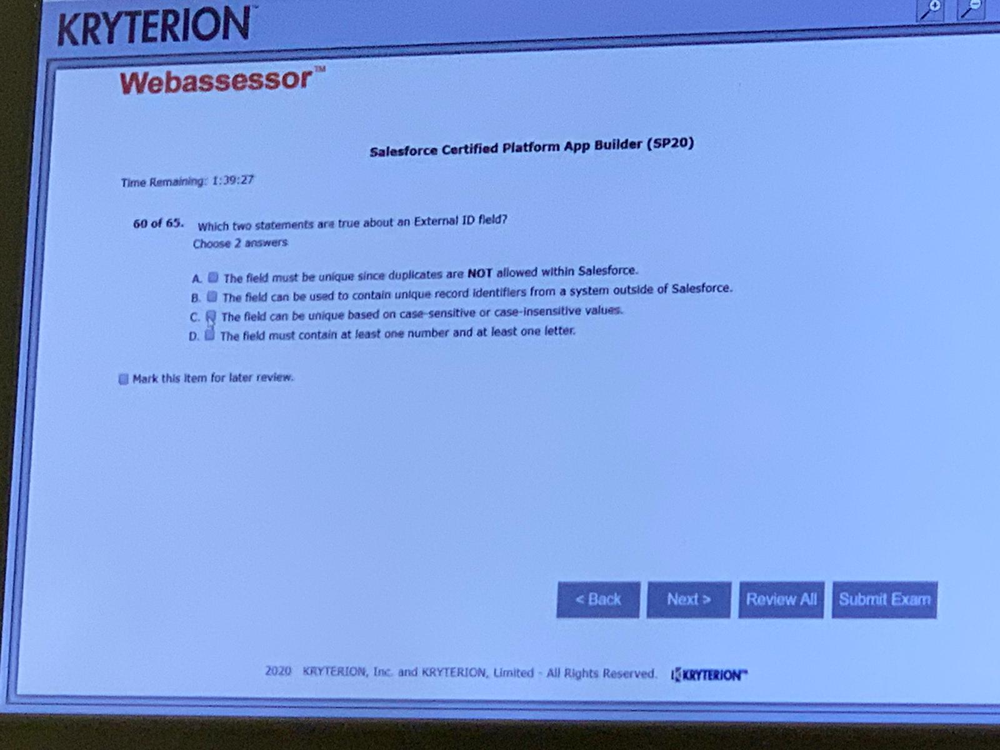 KRYTERION™
Webassessor™
Salesforce Certified Platform App Builder (SP20)
Time Remaining: 1:39:27
60 of 65. Which two statements are true about an External ID field?
Choose 2 answers
A. The field must be unique since duplicates are NOT allowed within Salesforce.
B. The field can be used to contain unique record identifiers from a system outside of Salesforce.
C. The field can be unique based on case-sensitive or case-insensitive values.
D. The field must contain at least one number and at least one letter.
Mark this item for later review.
< Back Next > Review All Submit Exam
2020 KRYTERION, Inc. and KRYTERION, Limited - All Rights Reserved. KRYTERION™